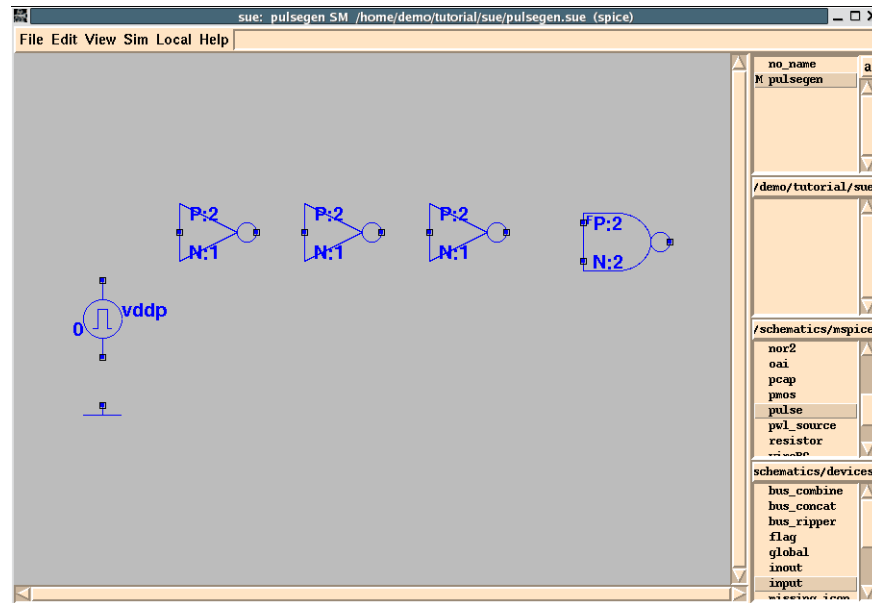 sue: pulsegen SM /home/demo/tutorial/sue/pulsegen.sue (spice)
File Edit View Sim Local Help
no_name
a
M pulsegen
/demo/tutorial/sue
/schematics/mspice
nor2
oai
pcap
pmos
pulse
pwl_source
resistor
schematics/devices
bus_combine
bus_concat
bus_ripper
flag
global
inout
input
missing_icon
P:2
N:1
P:2
N:1
P:2
N:1
F
P:2
N:2
vddp
0